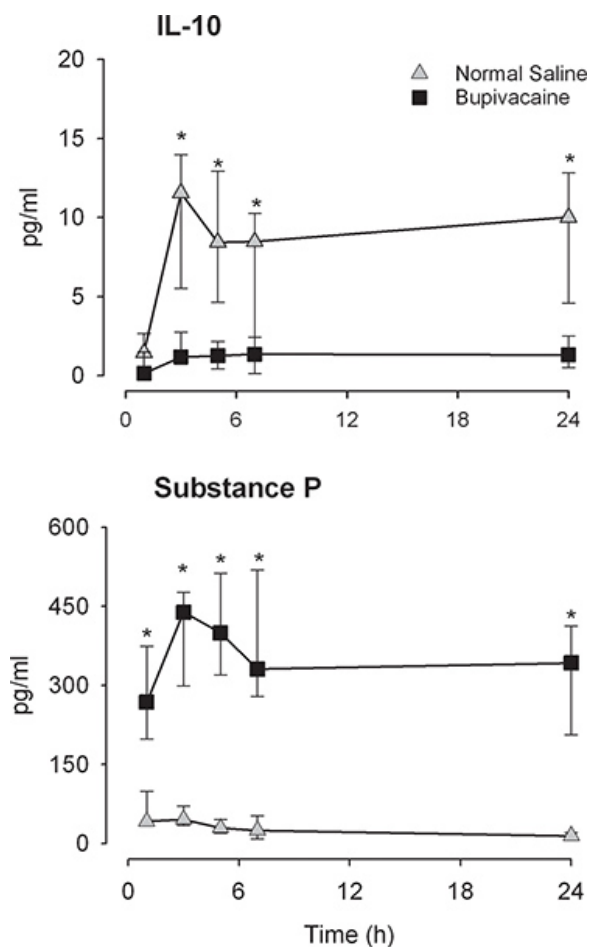 IL-10
20
Normal Saline
Bupivacaine
15
*
*
*
*
pg/ml
10
5
0
0 6 12 18 24
Substance P
600
*
*
*
*
*
450
pg/ml
300
150
0
0 6 12 18 24
Time (h)